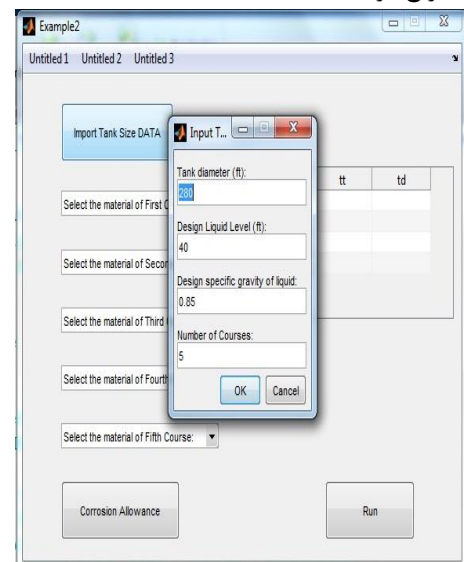 Example2
Untitled 1 Untitled 2 Untitled 3
Import Tank Size DATA
Input T...
Tank diameter (ft):
280
Design Liquid Level (ft):
40
Design specific gravity of liquid:
0.85
Number of Courses:
5
OK Cancel
tt td
Select the material of First
Select the material of
Select the material of Third
Select the material of
Select the material of Fifth Course:
Corrosion Allowance
Run